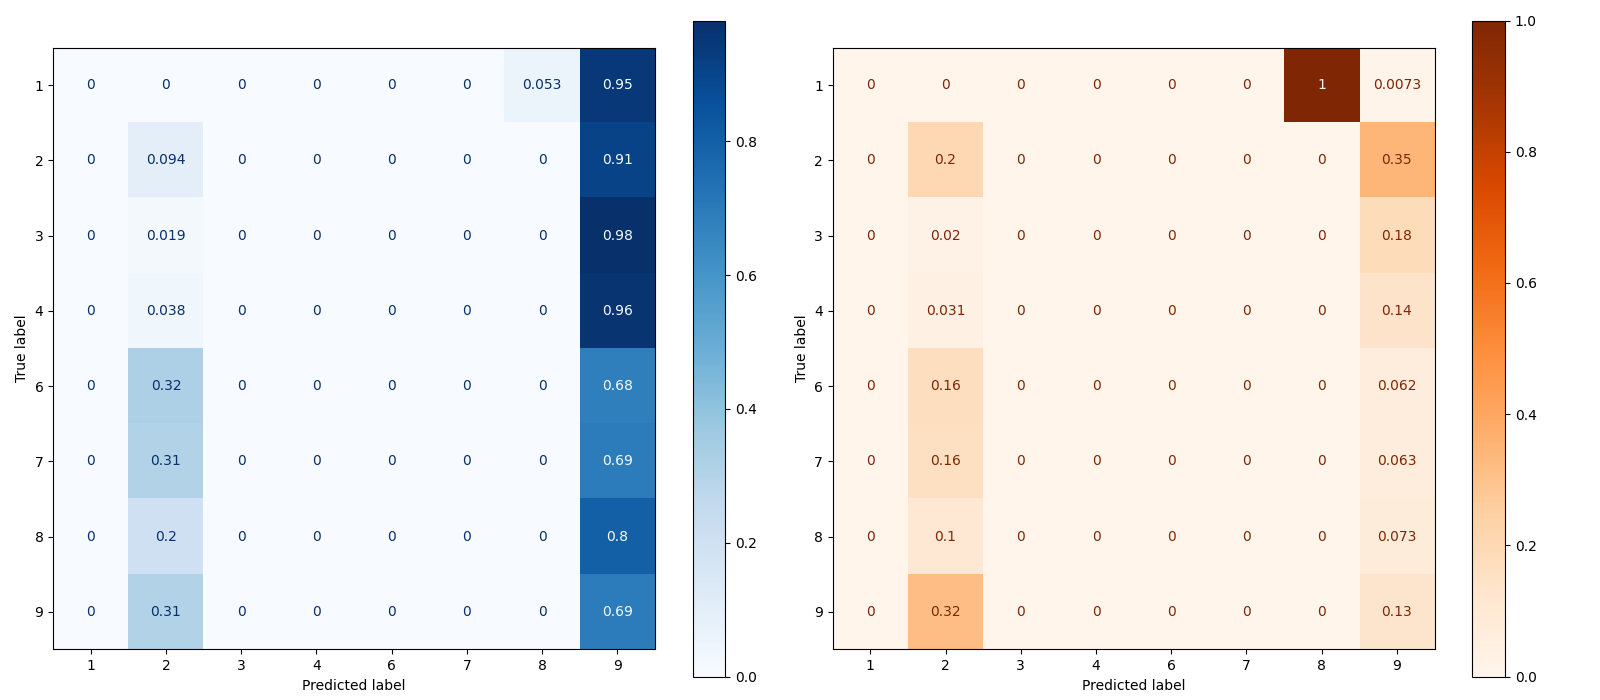 1 0 0 0 0 0 0 0.053 0.95
2 0 0.094 0 0 0 0 0 0.91
3 0 0.019 0 0 0 0 0 0.98
4 0 0.038 0 0 0 0 0 0.96
6 0 0.32 0 0 0 0 0 0.68
7 0 0.31 0 0 0 0 0 0.69
8 0 0.2 0 0 0 0 0 0.8
9 0 0.31 0 0 0 0 0 0.69
1 2 3 4 6 7 8 9
True label
Predicted label
0.8
0.6
0.4
0.2
0.0
1 0 0 0 0 0 0 1 0.0073
2 0 0.2 0 0 0 0 0 0.35
3 0 0.02 0 0 0 0 0 0.18
4 0 0.031 0 0 0 0 0 0.14
6 0 0.16 0 0 0 0 0 0.062
7 0 0.16 0 0 0 0 0 0.063
8 0 0.1 0 0 0 0 0 0.073
9 0 0.32 0 0 0 0 0 0.13
1 2 3 4 6 7 8 9
True label
Predicted label
1.0
0.8
0.6
0.4
0.2
0.0